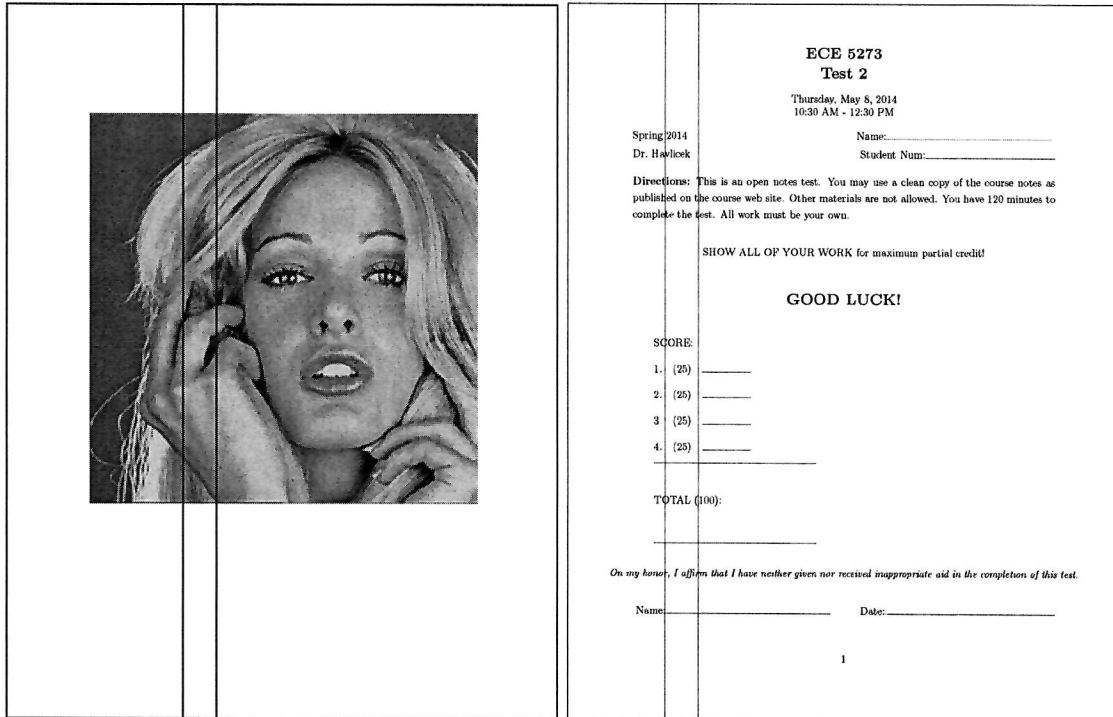 ECE 5273
Test 2
Thursday, May 8, 2014
10:30 AM - 12:30 PM
Spring 2014 Name:
Dr. Havlicek Student Num:
Directions: This is an open notes test. You may use a clean copy of the course notes as
published on the course web site. Other materials are not allowed. You have 120 minutes to
complete the test. All work must be your own.
SHOW ALL OF YOUR WORK for maximum partial credit!
GOOD LUCK!
SCORE:
1. (25)
2. (25)
3 (25)
4. (25)
TOTAL (100):
On my honor, I affirm that I have neither given nor received inappropriate aid in the completion of this test.
Name: Date:
1